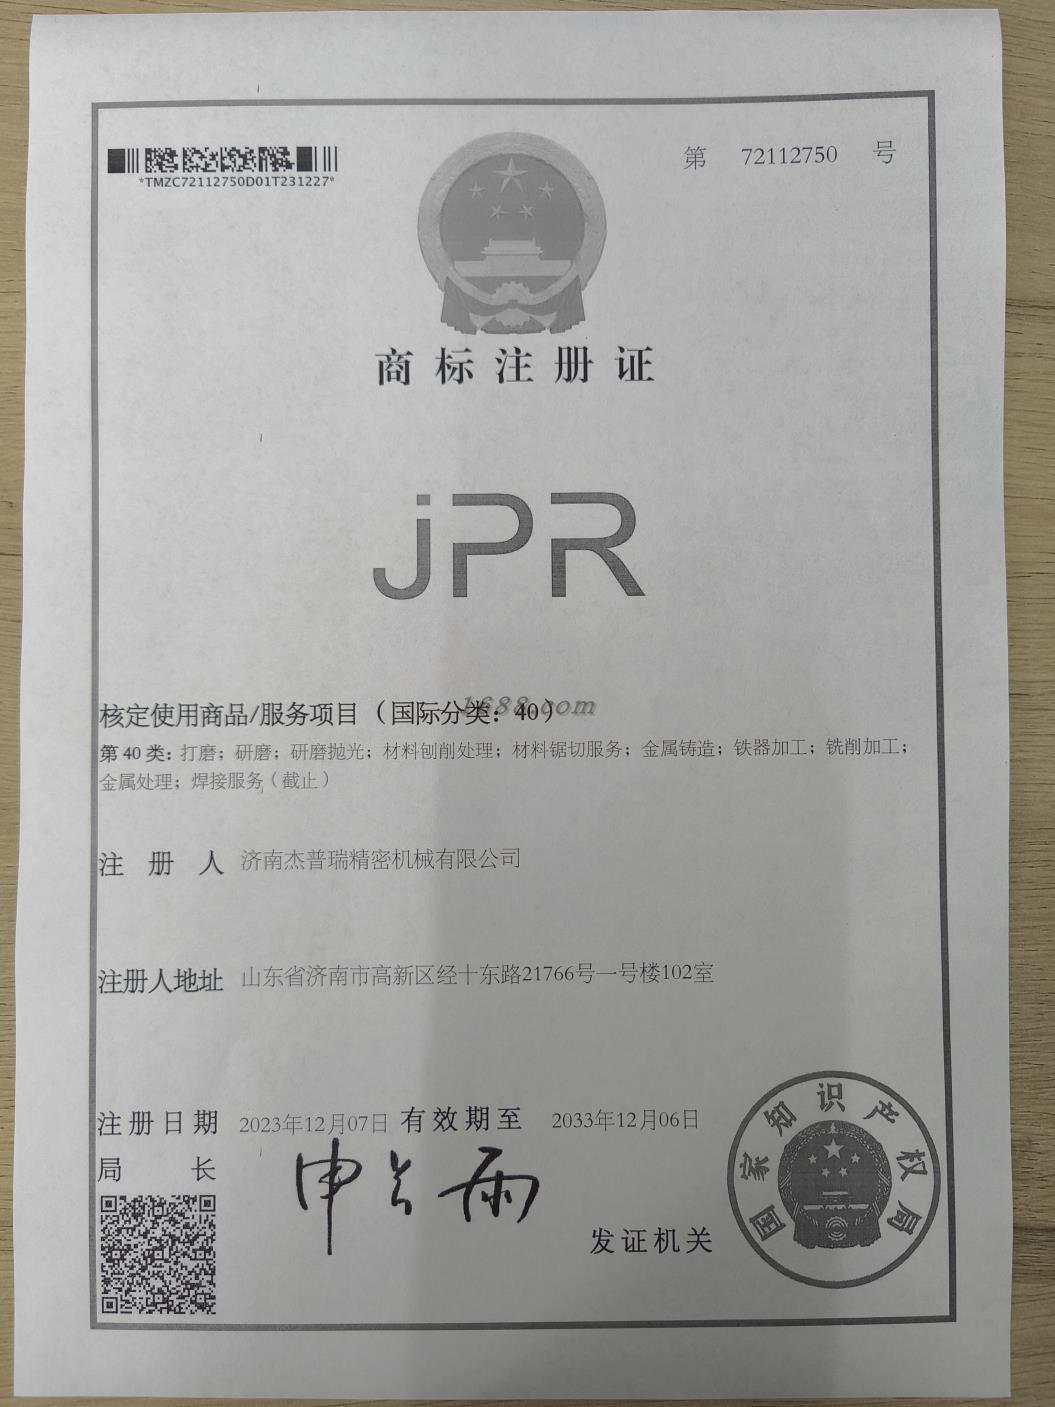 *TMZC72112750D01T231227*
第 72112750 号
商标注册证
jPR
1688.com
核定使用商品/服务项目（国际分类：40）
第 40 类：打磨；研磨；研磨抛光；材料刨削处理；材料锯切服务；金属铸造；铁器加工；铣削加工；
金属处理；焊接服务（截止）
注册人 济南杰普瑞精密机械有限公司
注册人地址 山东省济南市高新区经十东路21766号一号楼102室
注册日期 2023年12月07日 有效期至 2033年12月06日
局长 申长雨
发证机关
国家知识产权局